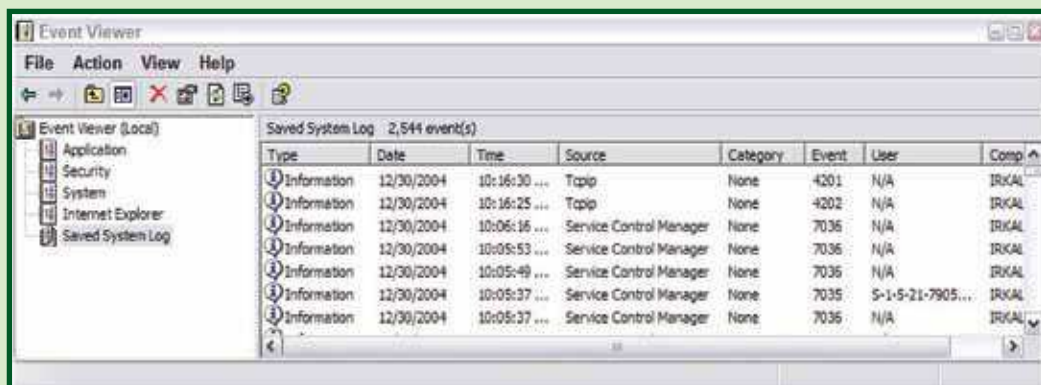 Event Viewer
File Action View Help
Event Viewer (Local)
Application
Security
System
Internet Explorer
Saved System Log
Saved System Log 2,544 event(s)
Type Date Time Source Category Event User Comp
Information 12/30/2004 10:16:30 ... Tcpip None 4201 N/A IRKAL
Information 12/30/2004 10:16:25 ... Tcpip None 4202 N/A IRKAL
Information 12/30/2004 10:06:16 ... Service Control Manager None 7036 N/A IRKAL
Information 12/30/2004 10:05:53 ... Service Control Manager None 7036 N/A IRKAL
Information 12/30/2004 10:05:49 ... Service Control Manager None 7036 N/A IRKAL
Information 12/30/2004 10:05:37 ... Service Control Manager None 7035 S-1-5-21-7905... IRKAL
Information 12/30/2004 10:05:37 ... Service Control Manager None 7036 N/A IRKAL